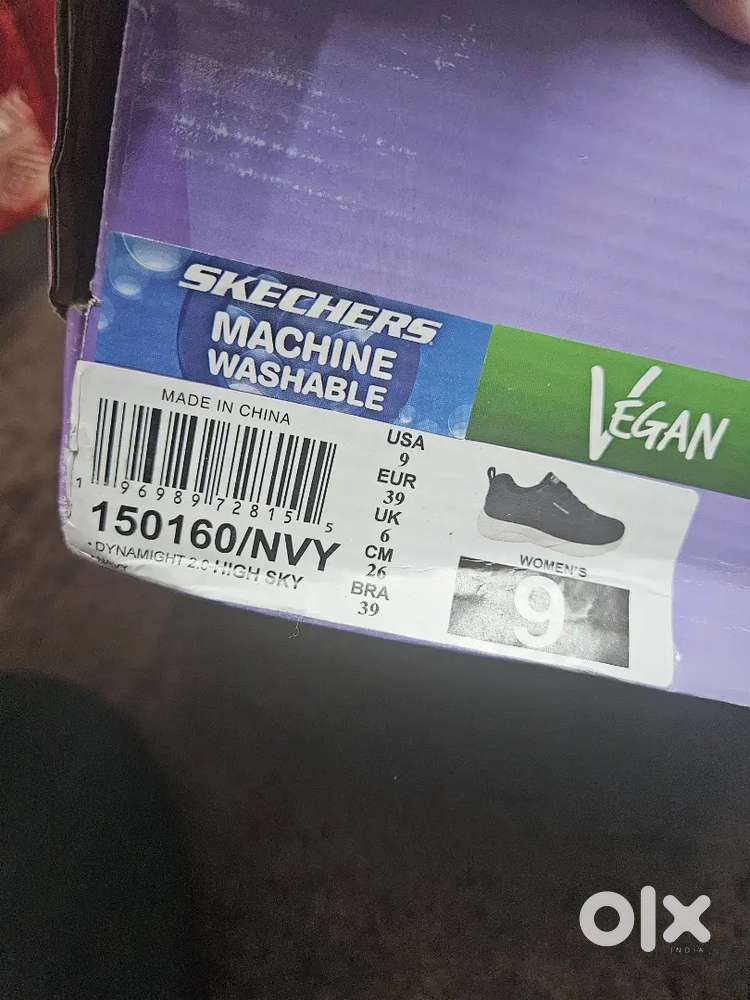 SKECHERS
MACHINE
WASHABLE
VEGAN
MADE IN CHINA
1 96989 72815 5
150160/NVY
• DYNAMIGHT 2.0 HIGH SKY
USA
9
EUR
39
UK
6
CM
26
BRA
39
WOMEN'S
9
olx
INDIA